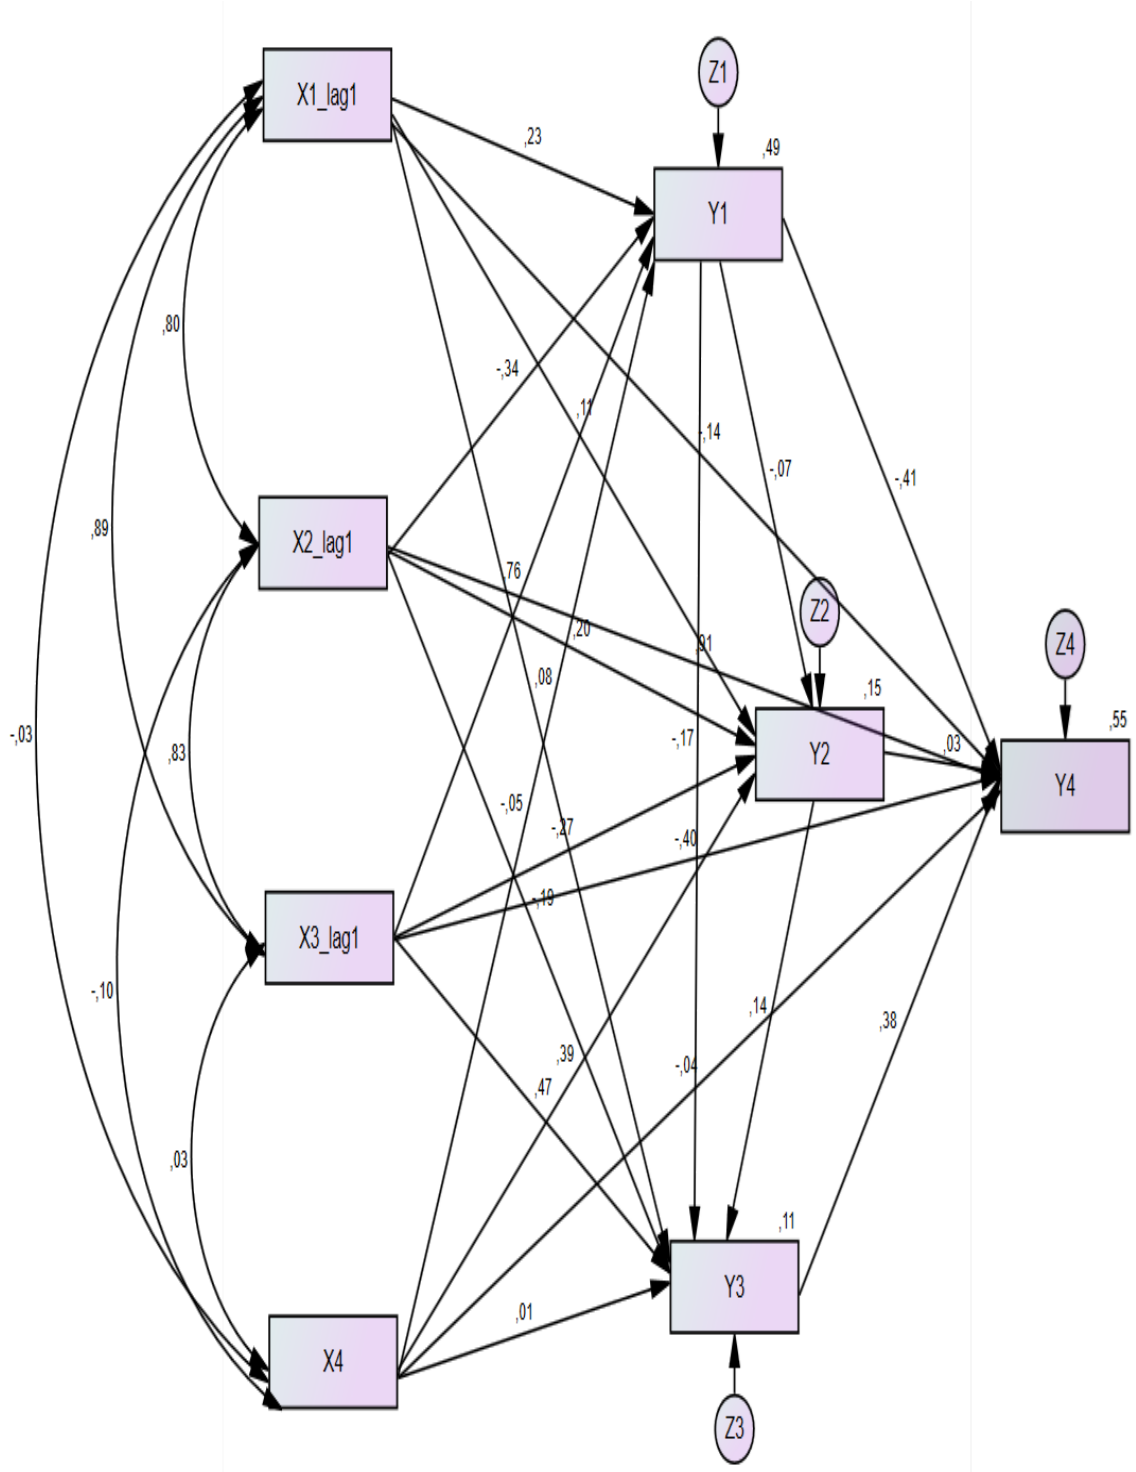 Z1
X1_lag1
,23
,49
Y1
,80
-,34
,11
-,14
-,07
-,41
,89
X2_lag1
,76
,20
,91
Z2
Z4
,08
,15
,55
-,03
,83
-,17
Y2
,03
Y4
-,05
-,27
-,40
-,19
X3_lag1
-,10
,14
,38
,39
,47
-,04
,03
,11
Y3
,01
X4
Z3